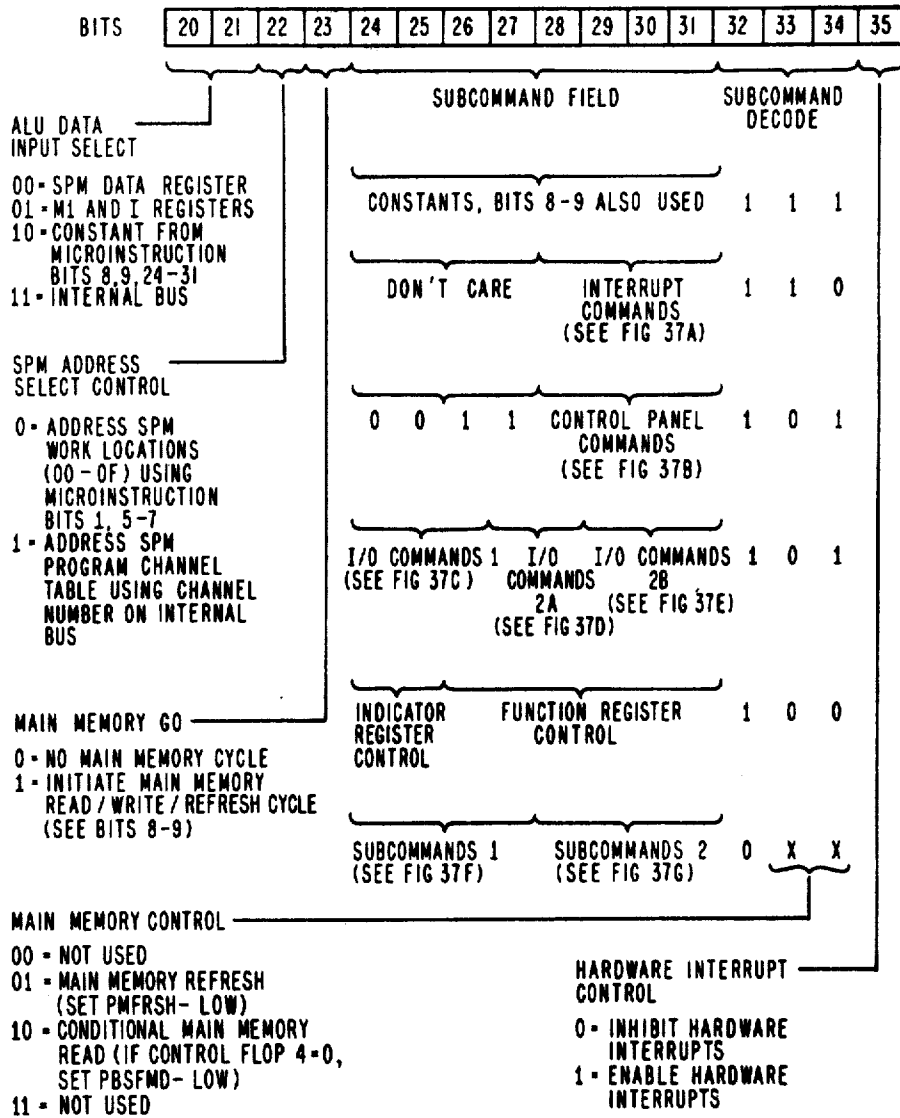 BITS 20 21 22 23 24 25 26 27 28 29 30 31 32 33 34 35
SUBCOMMAND FIELD
SUBCOMMAND
DECODE
ALU DATA
INPUT SELECT
00 = SPM DATA REGISTER
01 = M1 AND I REGISTERS
10 = CONSTANT FROM
MICROINSTRUCTION
BITS 8,9,24-31
11 = INTERNAL BUS
CONSTANTS, BITS 8-9 ALSO USED 1 1 1
DON'T CARE
INTERRUPT
COMMANDS
(SEE FIG 37A)
1 1 0
SPM ADDRESS
SELECT CONTROL
0 = ADDRESS SPM
WORK LOCATIONS
(00 - 0F) USING
MICROINSTRUCTION
BITS 1, 5-7
1 = ADDRESS SPM
PROGRAM CHANNEL
TABLE USING CHANNEL
NUMBER ON INTERNAL
BUS
0 0 1 1 CONTROL PANEL
COMMANDS
(SEE FIG 37B)
1 0 1
I/O COMMANDS 1
(SEE FIG 37C)
I/O
COMMANDS
2A
(SEE FIG 37D)
I/O COMMANDS
2B
(SEE FIG 37E)
1 0 1
MAIN MEMORY GO
0 = NO MAIN MEMORY CYCLE
1 = INITIATE MAIN MEMORY
READ / WRITE / REFRESH CYCLE
(SEE BITS 8-9)
INDICATOR
REGISTER
CONTROL
FUNCTION REGISTER
CONTROL
1 0 0
SUBCOMMANDS 1
(SEE FIG 37F)
SUBCOMMANDS 2
(SEE FIG 37G)
0 X X
MAIN MEMORY CONTROL
00 = NOT USED
01 = MAIN MEMORY REFRESH
(SET PMFRSH- LOW)
10 = CONDITIONAL MAIN MEMORY
READ (IF CONTROL FLOP 4=0,
SET PBSFMD- LOW)
11 = NOT USED
HARDWARE INTERRUPT
CONTROL
0 = INHIBIT HARDWARE
INTERRUPTS
1 = ENABLE HARDWARE
INTERRUPTS